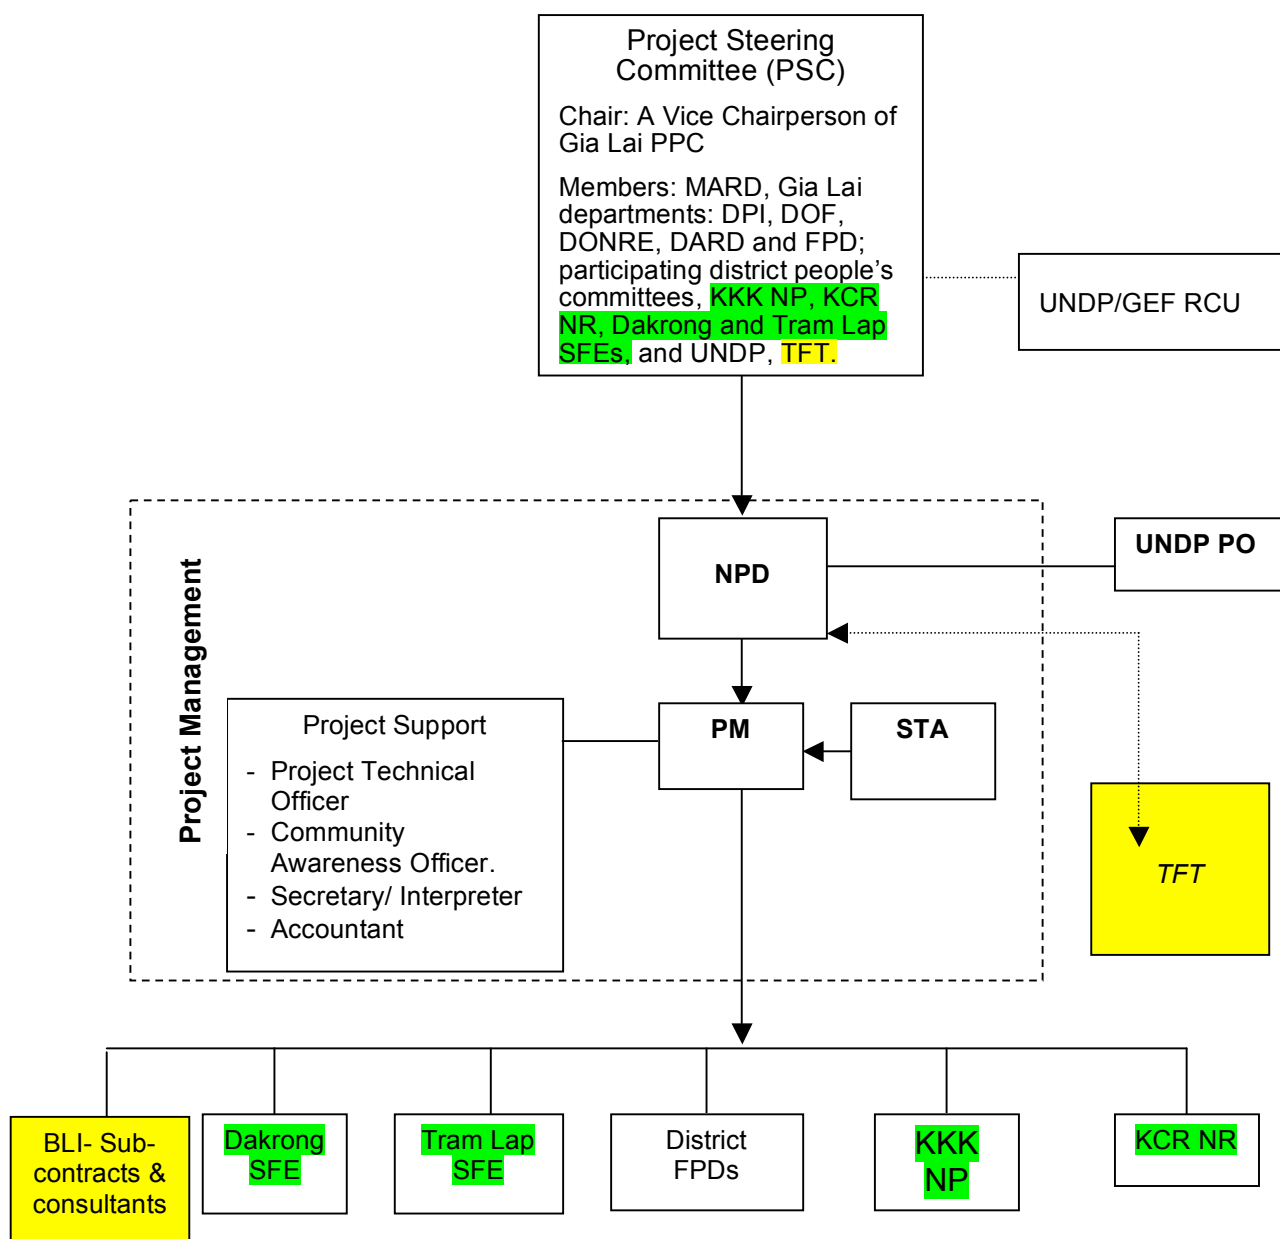 Project Steering
Committee (PSC)
Chair: A Vice Chairperson of
Gia Lai PPC
Members: MARD, Gia Lai
departments: DPI, DOF,
DONRE, DARD and FPD;
participating district people’s
committees, KKK NP, KCR
NR, Dakrong and Tram Lap
SFEs, and UNDP, TFT.
UNDP/GEF RCU
Project Management
NPD
UNDP PO
PM
STA
Project Support
- Project Technical
Officer
- Community
Awareness Officer.
- Secretary/ Interpreter
- Accountant
TFT
BLI- Sub-
contracts &
consultants
Dakrong
SFE
Tram Lap
SFE
District
FPDs
KKK
NP
KCR NR